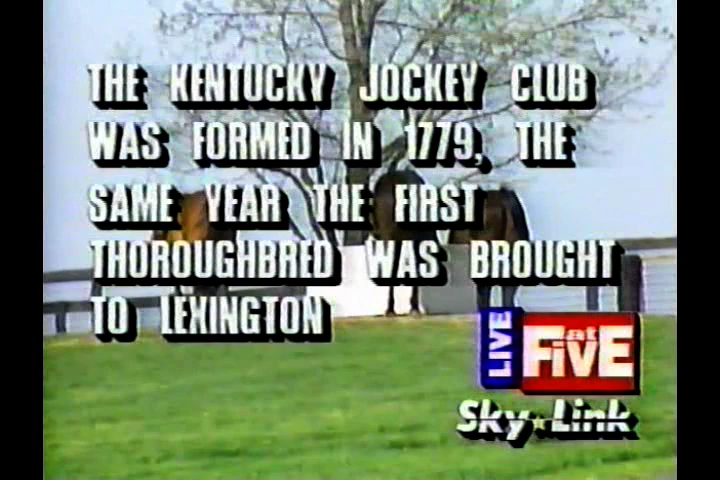 THE KENTUCKY JOCKEY CLUB
WAS FORMED IN 1779, THE
SAME YEAR THE FIRST
THOROUGHBRED WAS BROUGHT
TO LEXINGTON
LIVE
at
FiVE
Sky Link